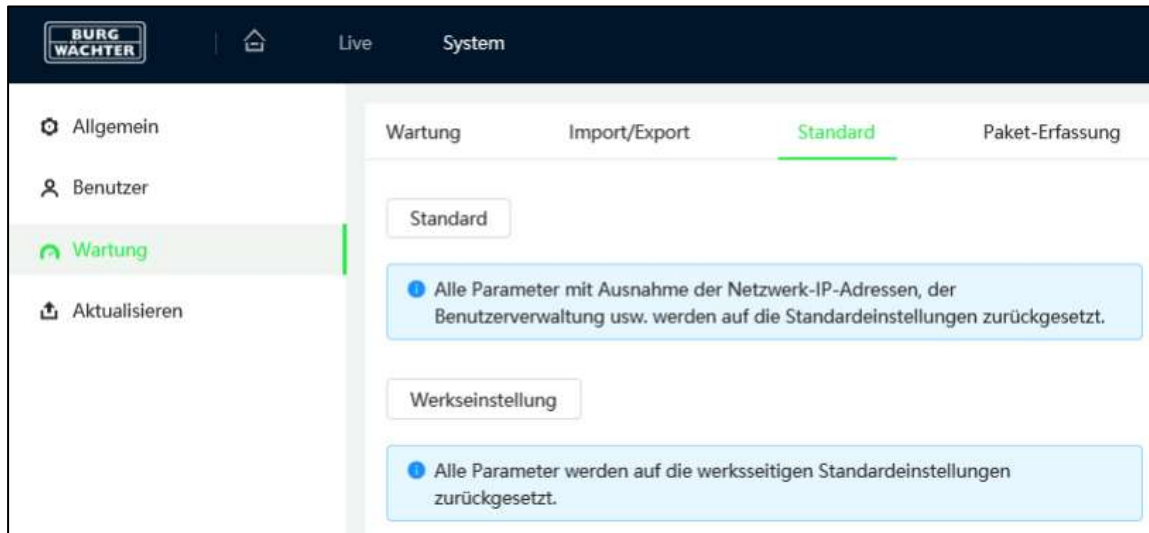 BURG
WÄCHTER
Live
System
Allgemein
Benutzer
Wartung
Aktualisieren
Wartung
Import/Export
Standard
Paket-Erfassung
Standard
Alle Parameter mit Ausnahme der Netzwerk-IP-Adressen, der
Benutzerverwaltung usw. werden auf die Standardeinstellungen zurückgesetzt.
Werkseinstellung
Alle Parameter werden auf die werksseitigen Standardeinstellungen
zurückgesetzt.